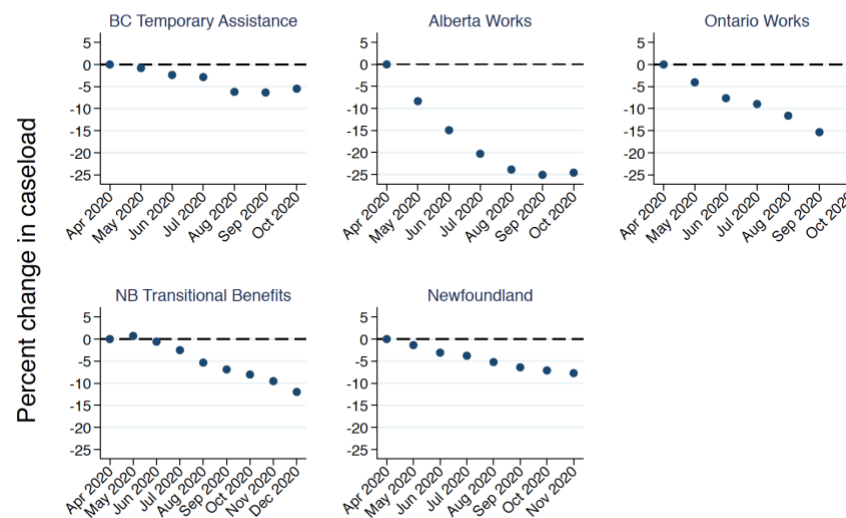 BC Temporary Assistance
5
0
-5
-10
-15
-20
-25
Apr 2020
May 2020
Jun 2020
Jul 2020
Aug 2020
Sep 2020
Oct 2020
Alberta Works
5
0
-5
-10
-15
-20
-25
Apr 2020
May 2020
Jun 2020
Jul 2020
Aug 2020
Sep 2020
Oct 2020
Ontario Works
5
0
-5
-10
-15
-20
-25
Apr 2020
May 2020
Jun 2020
Jul 2020
Aug 2020
Sep 2020
Oct 2020
Percent change in caseload
NB Transitional Benefits
5
0
-5
-10
-15
-20
-25
Apr 2020
May 2020
Jun 2020
Jul 2020
Aug 2020
Sep 2020
Oct 2020
Nov 2020
Dec 2020
Newfoundland
5
0
-5
-10
-15
-20
-25
Apr 2020
May 2020
Jun 2020
Jul 2020
Aug 2020
Sep 2020
Oct 2020
Nov 2020